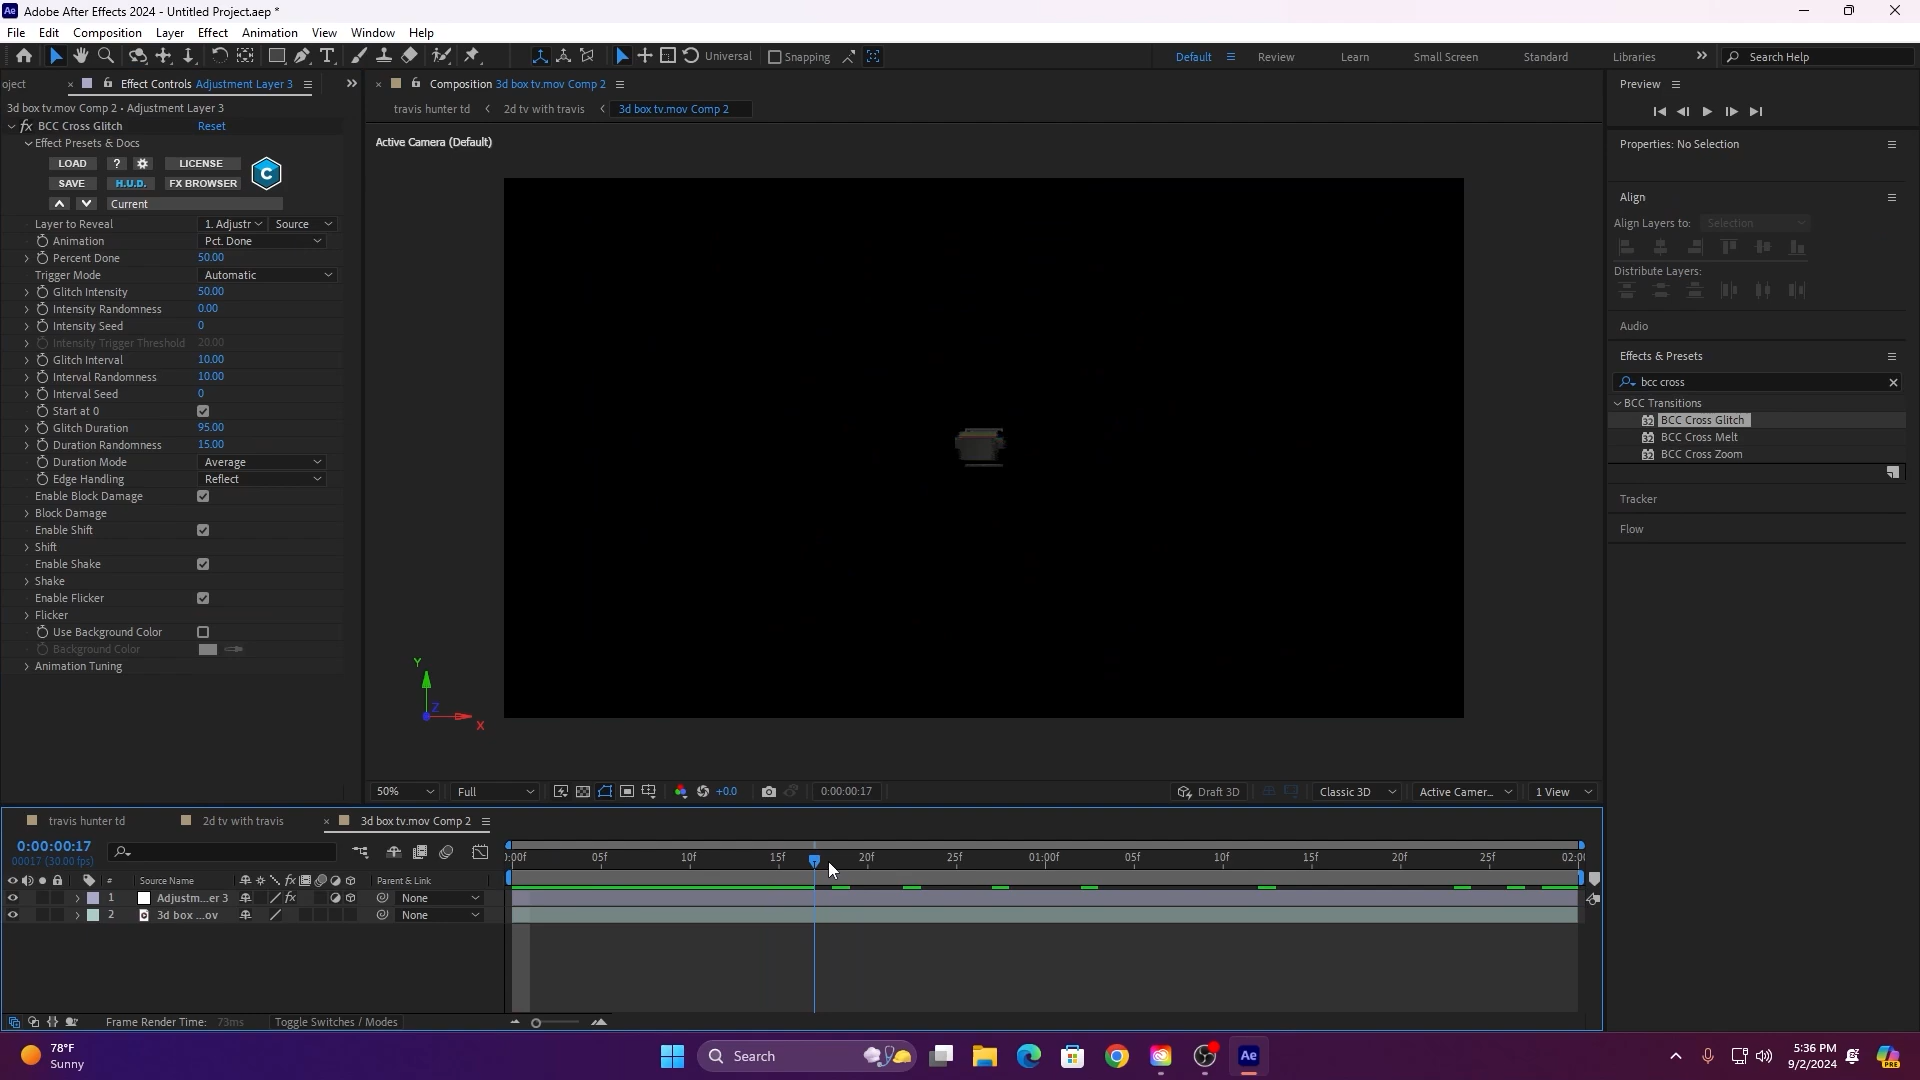 Adobe After Effects 2024 - Untitled Project.aep *
File Edit Composition Layer Effect Animation View Window Help
Universal Snapping Default Review Learn Small Screen Standard Libraries Search Help
oject Effect Controls Adjustment Layer 3
3d box tv.mov Comp 2 • Adjustment Layer 3
fx BCC Cross Glitch Reset
Effect Presets & Docs
LOAD ? LICENSE
SAVE H.U.D. FX BROWSER
C
Current
Layer to Reveal 1. Adjustr Source
Animation Pct. Done
Percent Done 50.00
Trigger Mode Automatic
Glitch Intensity 50.00
Intensity Randomness 0.00
Intensity Seed 0
Intensity Trigger Threshold 20.00
Glitch Interval 10.00
Interval Randomness 10.00
Interval Seed 0
Start at 0
Glitch Duration 95.00
Duration Randomness 15.00
Duration Mode Average
Edge Handling Reflect
Enable Block Damage
Block Damage
Enable Shift
Shift
Enable Shake
Shake
Enable Flicker
Flicker
Use Background Color
Background Color
Animation Tuning
Composition 3d box tv.mov Comp 2
travis hunter td 2d tv with travis 3d box tv.mov Comp 2
Active Camera (Default)
Y
Z
X
50% Full +0.0 0:00:00:17 Draft 3D Classic 3D Active Camer... 1 View
Preview
Properties: No Selection
Align
Align Layers to: Selection
Distribute Layers:
Audio
Effects & Presets
bcc cross
BCC Transitions
BCC Cross Glitch
BCC Cross Melt
BCC Cross Zoom
Tracker
Flow
travis hunter td 2d tv with travis 3d box tv.mov Comp 2
0:00:00:17
00017 (30.00 fps)
:00f 05f 10f 15f 20f 25f 01:00f 05f 10f 15f 20f 25f 02:00
# Source Name fx Parent & Link
1 Adjustm...er 3 fx None
2 3d box ...ov None
Frame Render Time: 73ms Toggle Switches / Modes
78°F
Sunny
Search
Ae
5:36 PM
9/2/2024
PRE